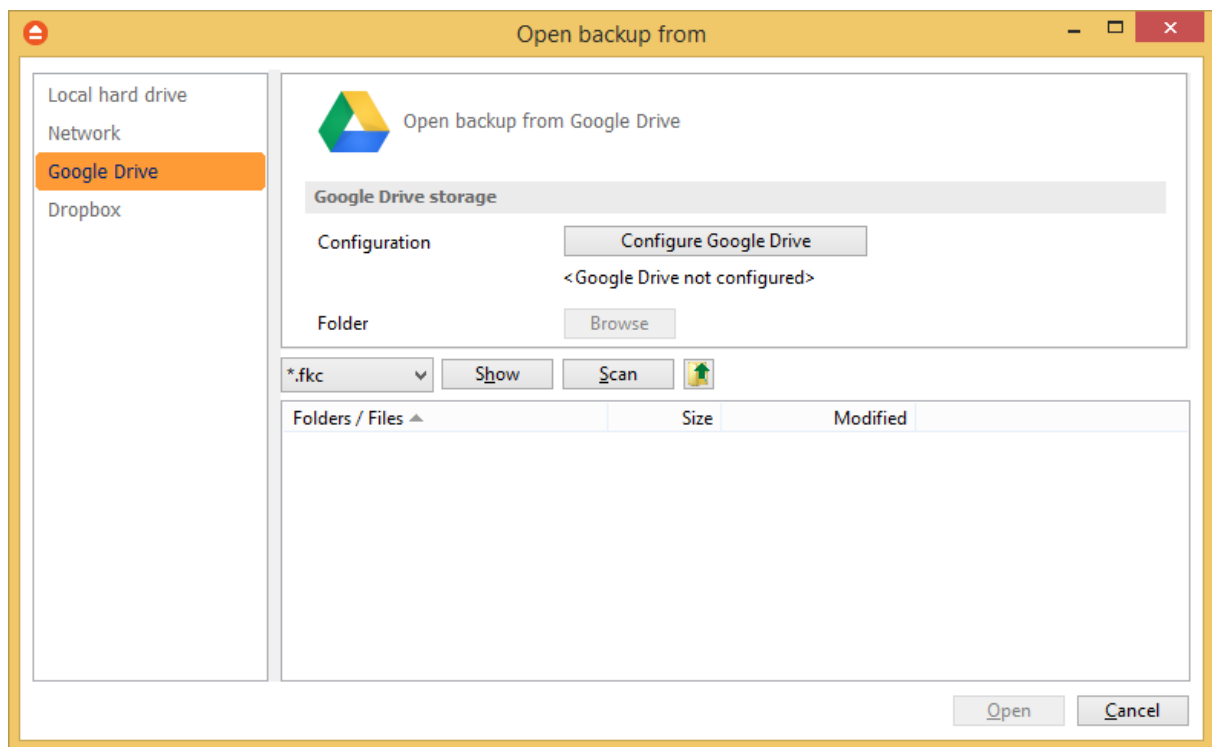 Open backup from
Local hard drive
Network
Google Drive
Dropbox
Open backup from Google Drive
Google Drive storage
Configuration
Configure Google Drive
<Google Drive not configured>
Folder
Browse
*.fkc
Show
Scan
Folders / Files
Size
Modified
Open
Cancel